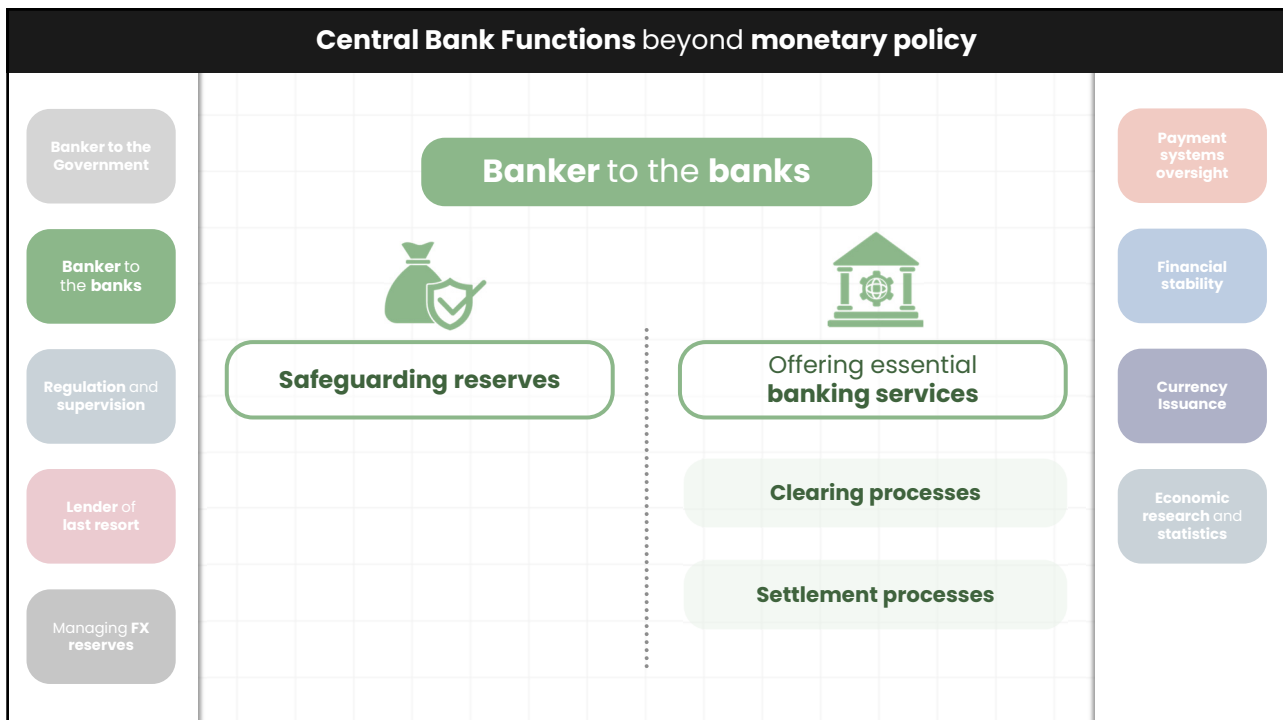 Central Bank Functions beyond monetary policy
Banker to the
Government
Banker to
the banks
Regulation and
supervision
Lender of
last resort
Managing FX
reserves
Banker to the banks
Safeguarding reserves
Offering essential
banking services
Clearing processes
Settlement processes
Payment
systems
oversight
Financial
stability
Currency
Issuance
Economic
research and
statistics